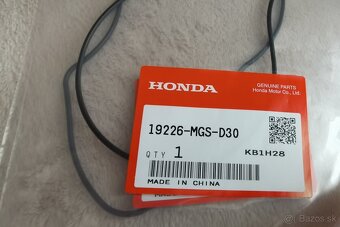 HONDA
GENUINE PARTS
Honda Motor Co., Ltd.
19226-MGS-D30
QTY 1
KB1H28
MADE IN CHINA
bazos.sk